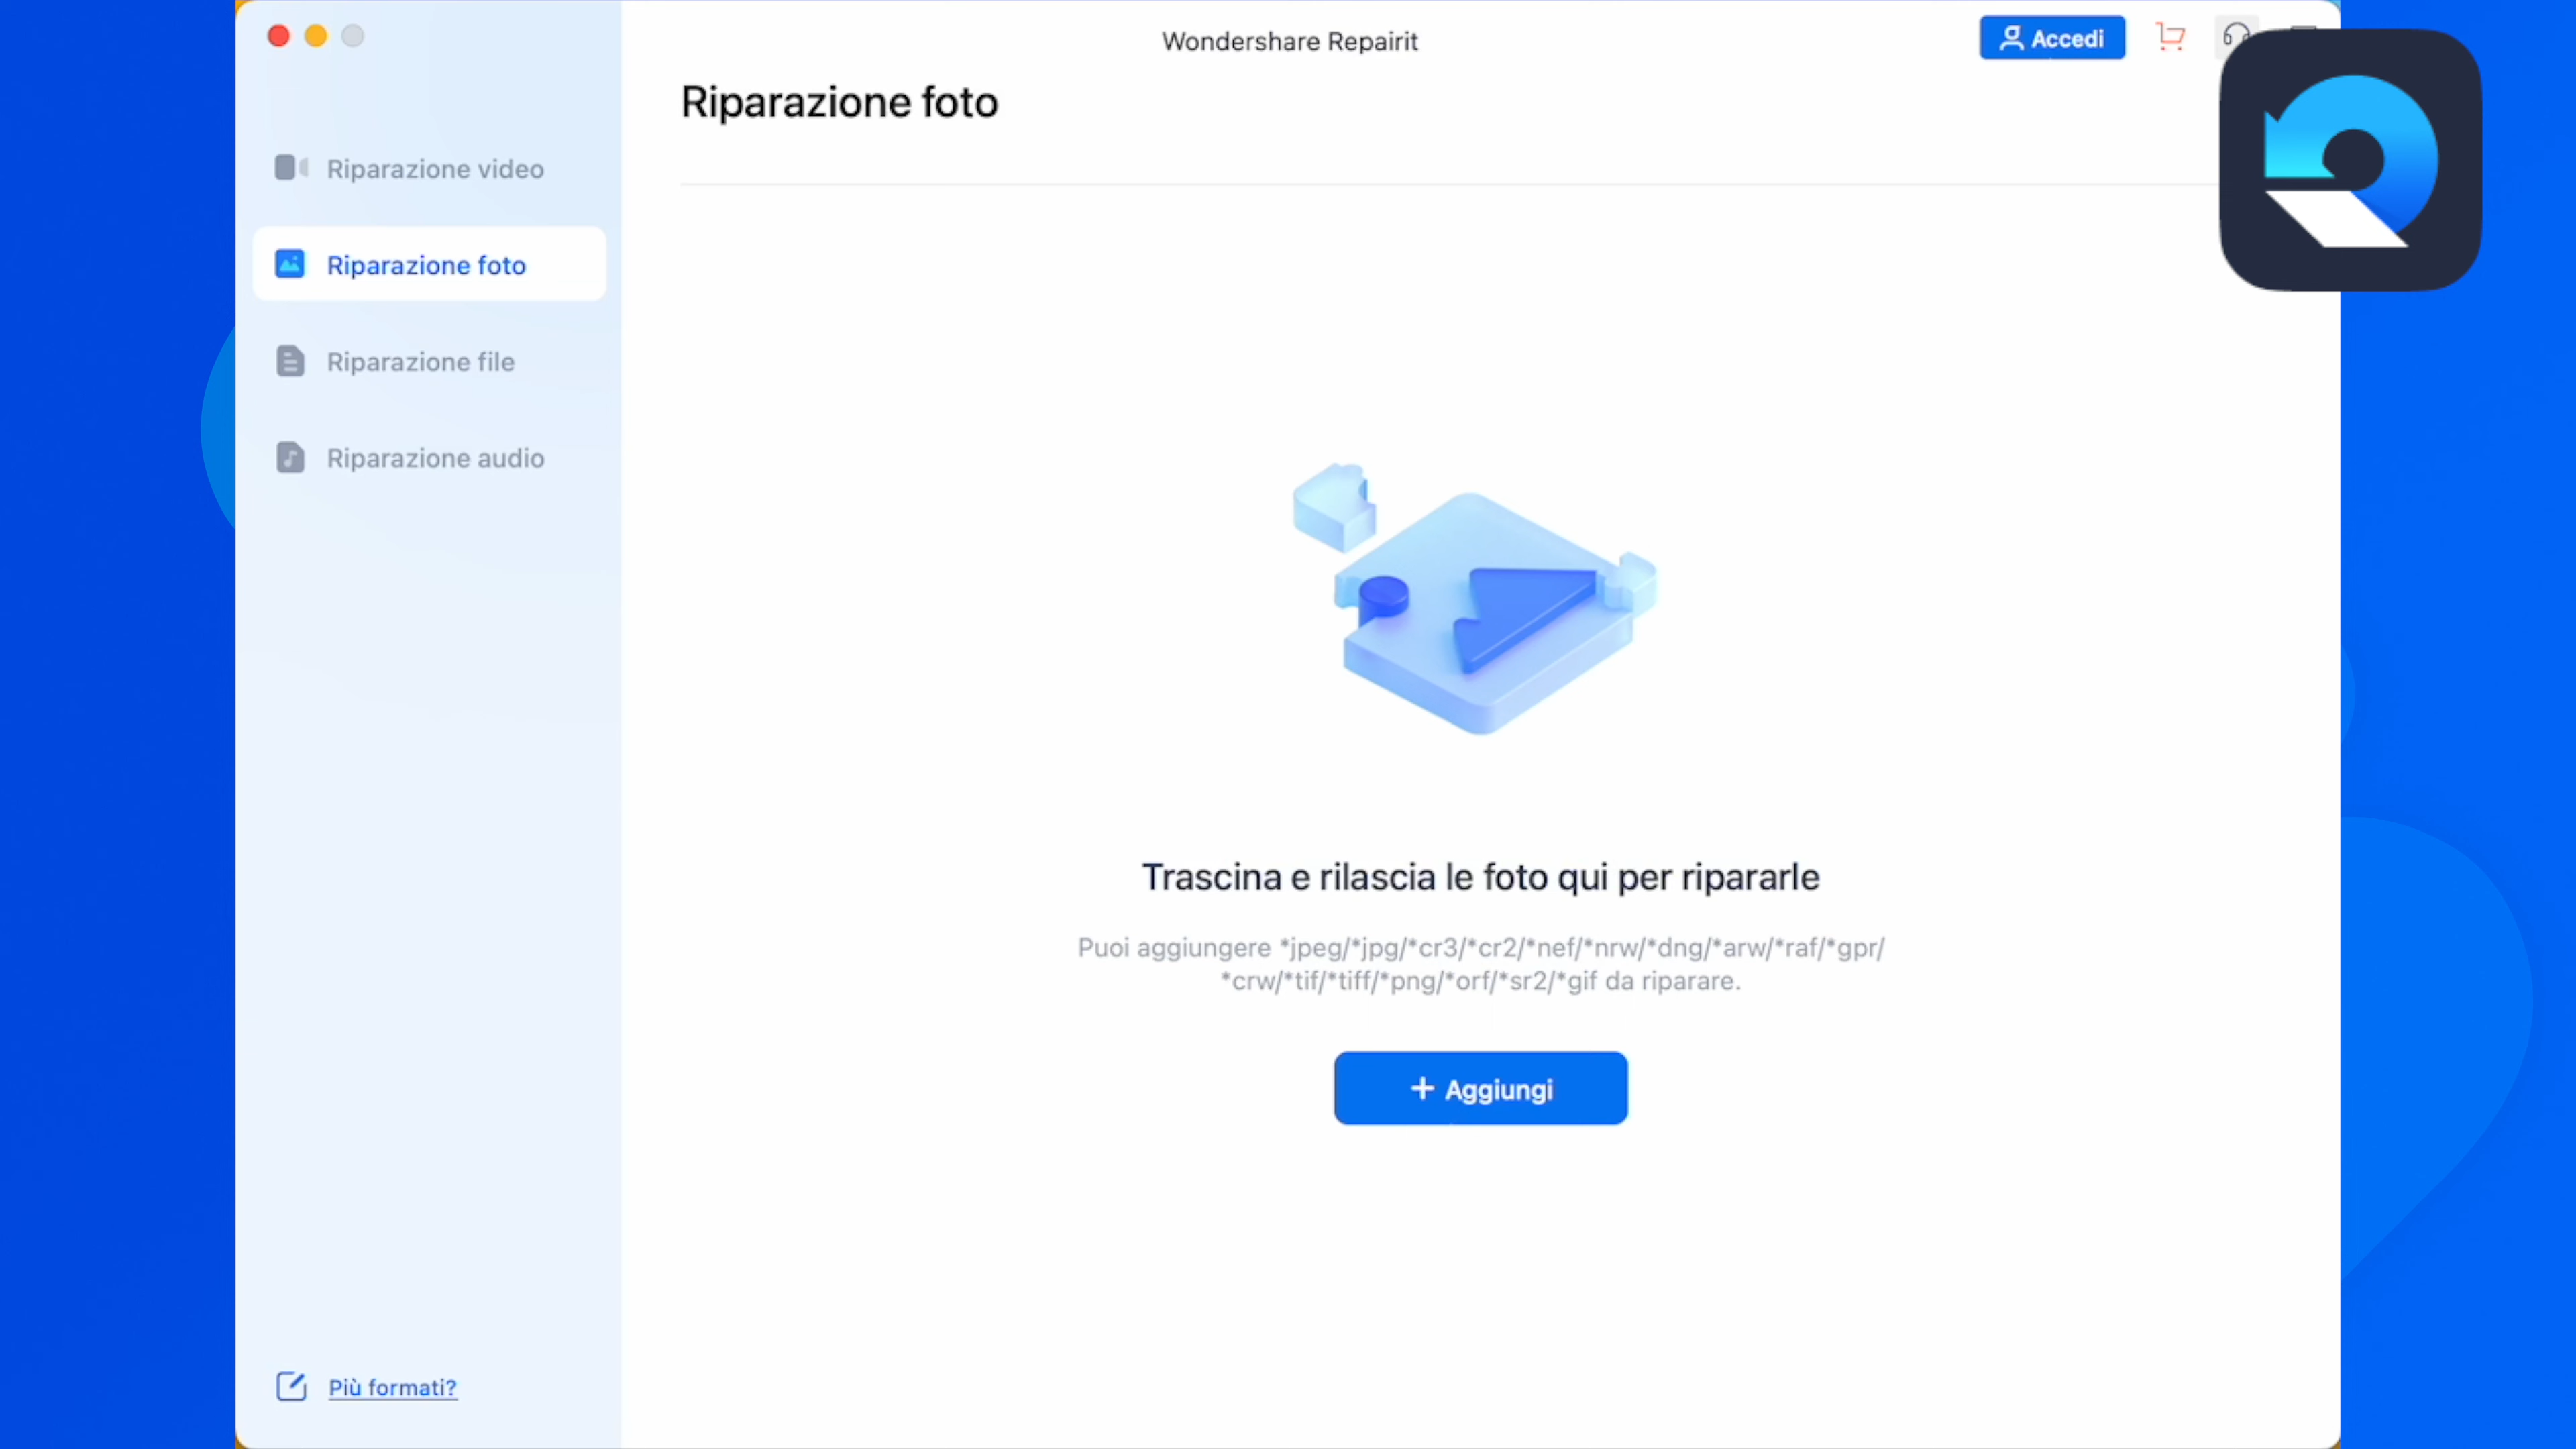 Wondershare Repairit
Accedi
Riparazione foto
Riparazione video
Riparazione foto
Riparazione file
Riparazione audio
Trascina e rilascia le foto qui per ripararle
Puoi aggiungere *jpeg/*jpg/*cr3/*cr2/*nef/*nrw/*dng/*arw/*raf/*gpr/
*crw/*tif/*tiff/*png/*orf/*sr2/*gif da riparare.
+ Aggiungi
Più formati?